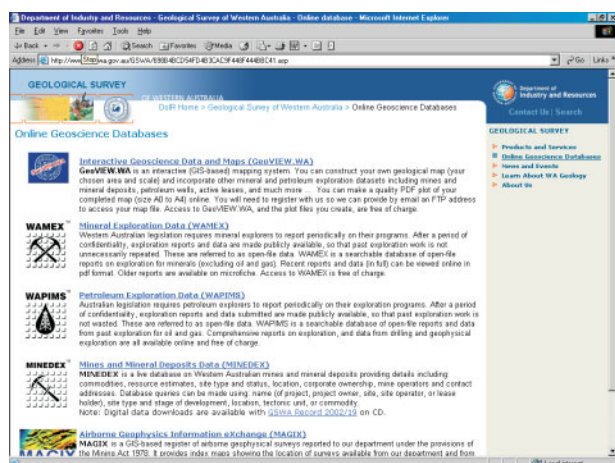 Department of Industry and Resources - Geological Survey of Western Australia - Online database - Microsoft Internet Explorer
File Edit View Favorites Tools Help
Back Search Favorites Media
Address Stop Go Links
GEOLOGICAL SURVEY
OF WESTERN AUSTRALIA
Department of
Industry and Resources
DoIR Home > Geological Survey of Western Australia > Online Geoscience Databases
Contact Us | Search
Online Geoscience Databases
GEOLOGICAL SURVEY
Products and Services
Online Geoscience Databases
News and Events
Learn About WA Geology
About Us
Interactive Geoscience Data and Maps (GeoVIEW.WA)
GeoVIEW.WA is an interactive (GIS-based) mapping system. You can construct your own geological map (your
chosen area and scale) and incorporate other mineral and petroleum exploration datasets including mines and
mineral deposits, petroleum wells, active leases, and much more ... You can make a quality PDF plot of your
completed map (size A0 to A4) online. You will need to register with us so we can provide by email an FTP address
to access your map file. Access to GeoVIEW.WA, and the plot files you create, are free of charge.
WAMEX
Mineral Exploration Data (WAMEX)
Western Australian legislation requires mineral explorers to report periodically on their programs. After a period of
confidentiality, exploration reports and data are made publicly available, so that past exploration work is not
unnecessarily repeated. These are referred to as open-file data. WAMEX is a searchable database of open-file
reports on exploration for minerals (excluding oil and gas). Recent reports and data (in full) can be viewed online in
pdf format. Older reports are available on microfiche. Access to WAMEX is free of charge.
WAPIMS
Petroleum Exploration Data (WAPIMS)
Australian legislation requires petroleum explorers to report periodically on their exploration programs. After a period
of confidentiality, exploration reports and data submitted are made publicly available, so that past exploration work is
not wasted. These are referred to as open-file data. WAPIMS is a searchable database of open-file reports and data
from past exploration for oil and gas. Comprehensive reports on exploration, and data from drilling and geophysical
exploration are all available online and free of charge.
MINEDEX
Mines and Mineral Deposits Data (MINEDEX)
MINEDEX is a live database on Western Australian mines and mineral deposits providing details including
commodities, resource estimates, site type and status, location, corporate ownership, mine operators and contact
addresses. Database queries can be made using: name (of project, project owner, site, site operator, or lease
holder), site type and stage of development, location, tectonic unit, or commodity.
Note: Digital data downloads are available with GSWA Record 2002/19 on CD.
MAGIX
Airborne Geophysics Information eXchange (MAGIX)
MAGIX is a GIS-based register of airborne geophysical surveys reported to our department under the provisions of
the Mining Act 1978. It provides index maps showing the location of surveys available from our department and from